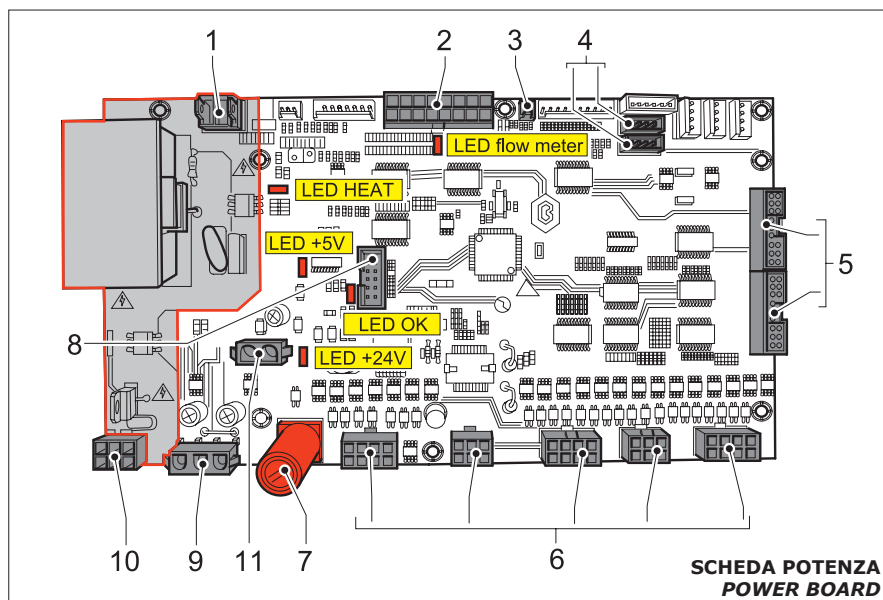 1 2 3 4
LED flow meter
LED HEAT
LED +5V
5
LED OK
8
LED +24V
10 9 11 7 6
SCHEDA POTENZA
POWER BOARD